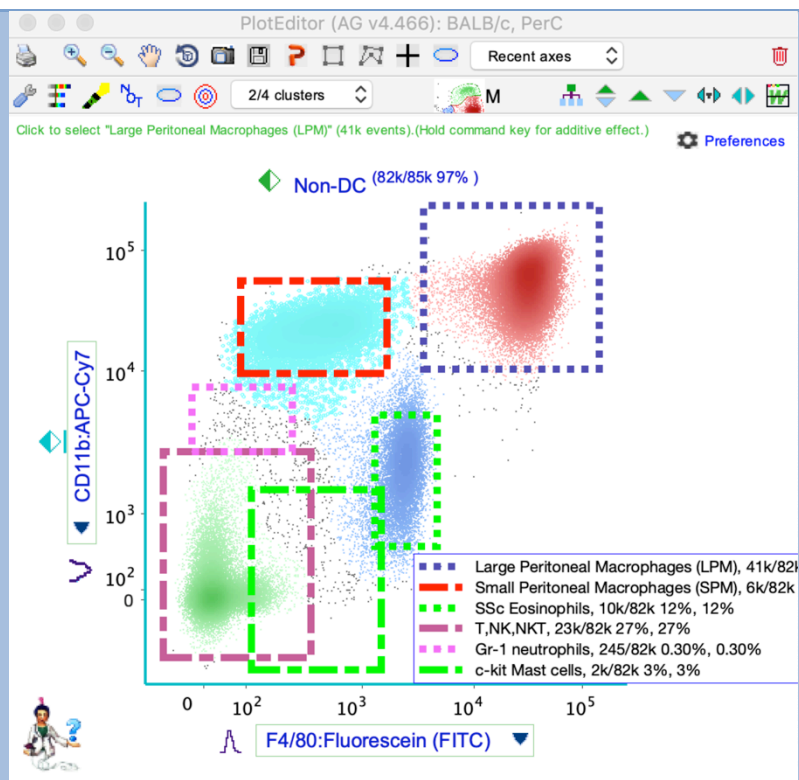 PlotEditor (AG v4.466): BALB/c, PerC
Recent axes
NOT
2/4 clusters
M
Click to select "Large Peritoneal Macrophages (LPM)" (41k events).(Hold command key for additive effect.)
Preferences
Non-DC (82k/85k 97% )
10^5
10^4
10^3
10^2
0
CD11b:APC-Cy7
Large Peritoneal Macrophages (LPM), 41k/82k
Small Peritoneal Macrophages (SPM), 6k/82k
SSc Eosinophils, 10k/82k 12%, 12%
T,NK,NKT, 23k/82k 27%, 27%
Gr-1 neutrophils, 245/82k 0.30%, 0.30%
c-kit Mast cells, 2k/82k 3%, 3%
0 10^2 10^3 10^4 10^5
F4/80:Fluorescein (FITC)
?